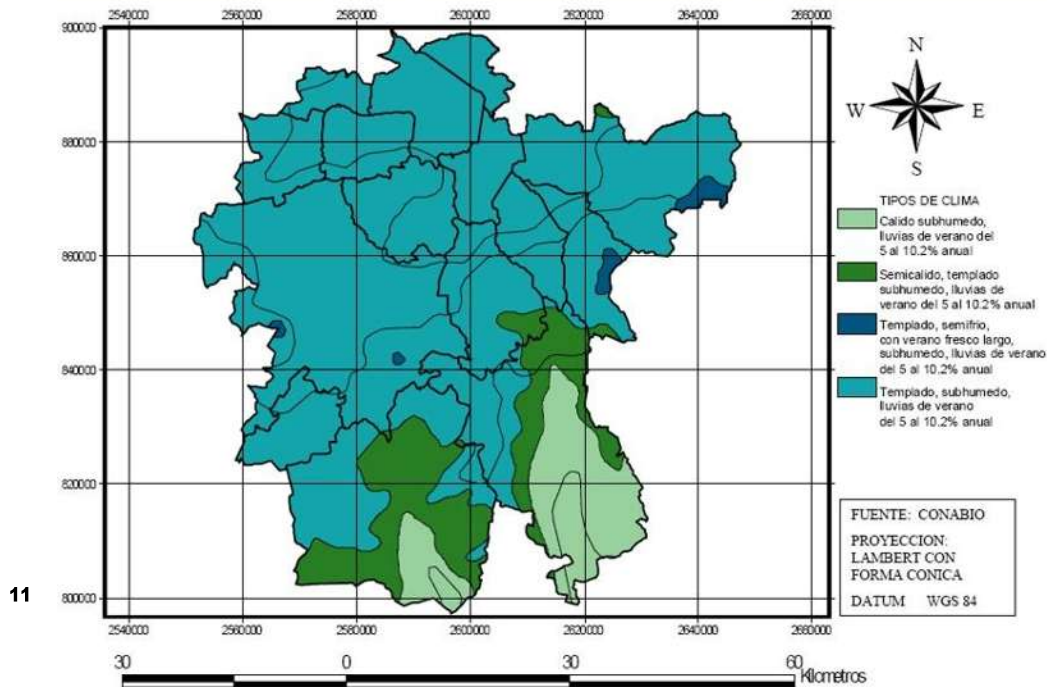 2540000 2560000 2580000 2600000 2620000 2640000 2660000
900000
880000
860000
840000
820000
800000
2540000 2560000 2580000 2600000 2620000 2640000 2660000
30 0 30 60 Kilometros
11
N
W E
S
TIPOS DE CLIMA
Calido subhumedo,
lluvias de verano del
5 al 10.2% anual
Semicalido, templado
subhumedo, lluvias de
verano del 5 al 10.2% anual
Templado, semifrio,
con verano fresco largo,
subhumedo, lluvias de verano
del 5 al 10.2% anual
Templado, subhumedo,
lluvias de verano
del 5 al 10.2% anual
FUENTE: CONABIO
PROYECCION:
LAMBERT CON
FORMA CONICA
DATUM WGS 84